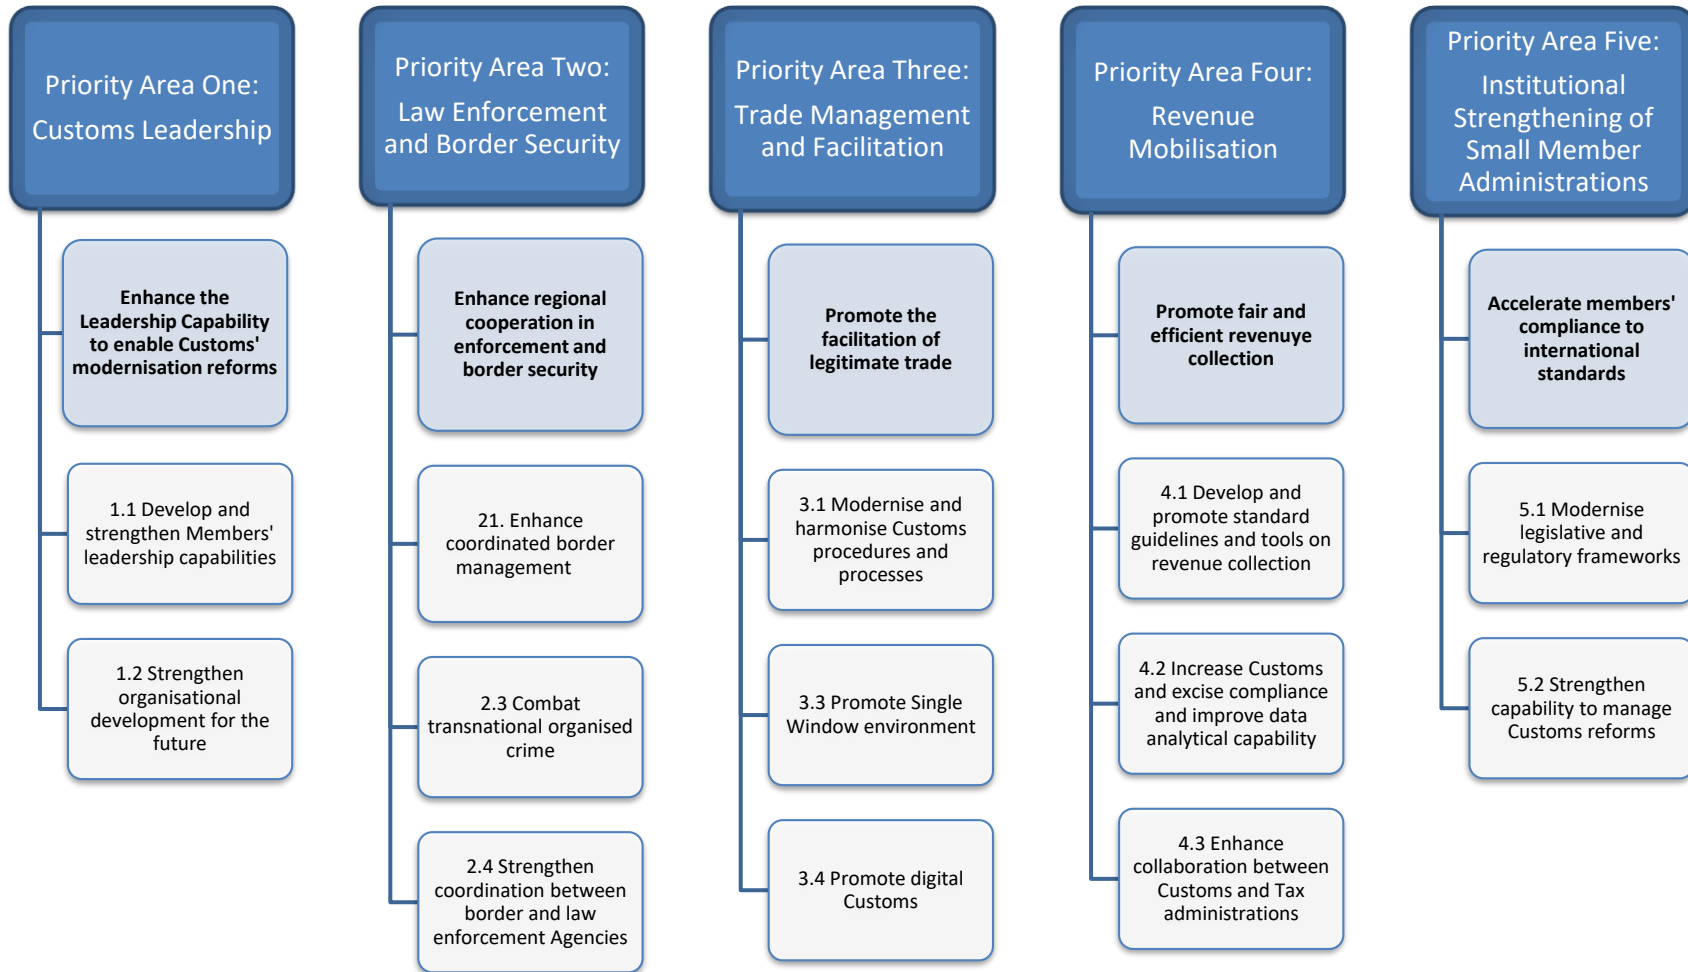 Priority Area One:
Customs Leadership
Enhance the
Leadership Capability
to enable Customs'
modernisation reforms
1.1 Develop and
strengthen Members'
leadership capabilities
1.2 Strengthen
organisational
development for the
future
Priority Area Two:
Law Enforcement
and Border Security
Enhance regional
cooperation in
enforcement and
border security
21. Enhance
coordinated border
management
2.3 Combat
transnational organised
crime
2.4 Strengthen
coordination between
border and law
enforcement Agencies
Priority Area Three:
Trade Management
and Facilitation
Promote the
facilitation of
legitimate trade
3.1 Modernise and
harmonise Customs
procedures and
processes
3.3 Promote Single
Window environment
3.4 Promote digital
Customs
Priority Area Four:
Revenue
Mobilisation
Promote fair and
efficient revenuye
collection
4.1 Develop and
promote standard
guidelines and tools on
revenue collection
4.2 Increase Customs
and excise compliance
and improve data
analytical capability
4.3 Enhance
collaboration between
Customs and Tax
administrations
Priority Area Five:
Institutional
Strengthening of
Small Member
Administrations
Accelerate members'
compliance to
international
standards
5.1 Modernise
legislative and
regulatory frameworks
5.2 Strengthen
capability to manage
Customs reforms